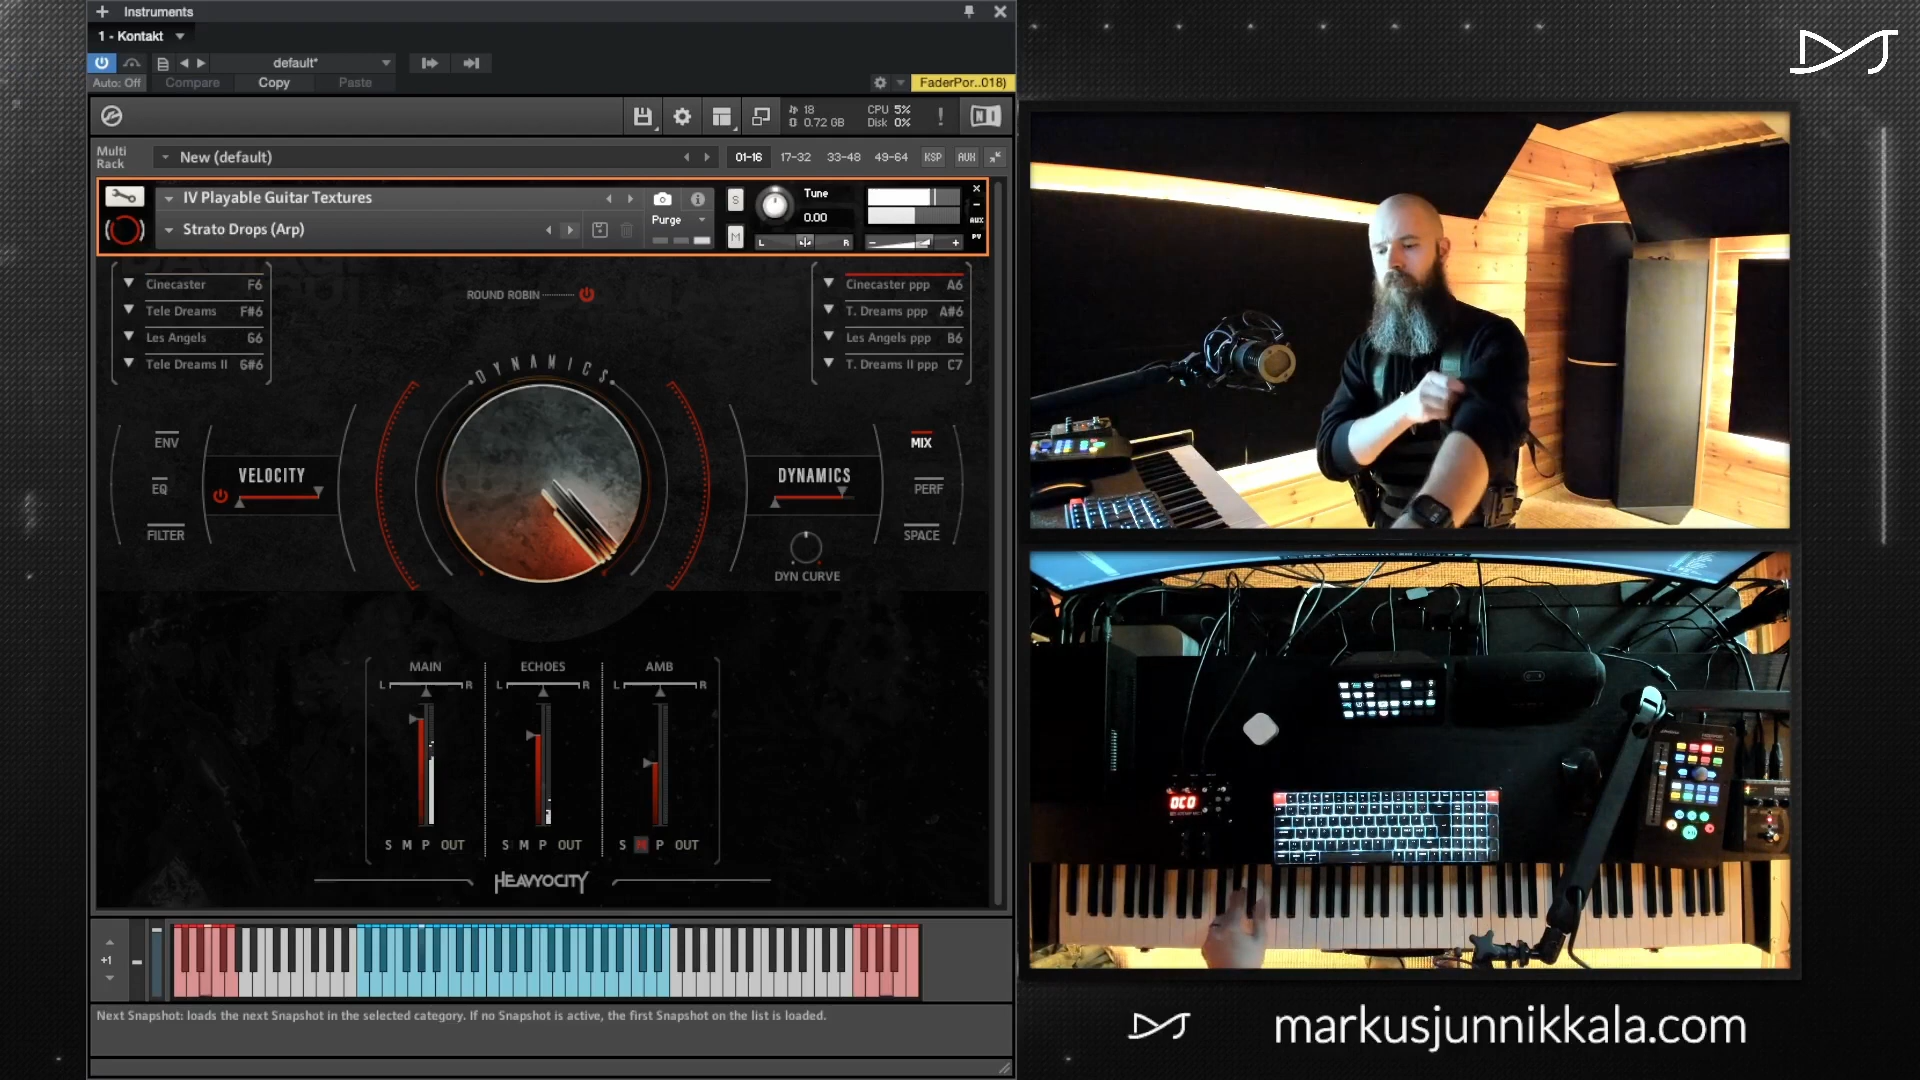 Instruments
1 - Kontakt
default*
Auto: Off
Compare
Copy
Paste
FaderPor..018)
18
0.72 GB
CPU 5%
Disk 0%
!
NI
Multi
Rack
New (default)
01-16
17-32
33-48
49-64
KSP
AUX
IV Playable Guitar Textures
Strato Drops (Arp)
Purge
S
M
Tune
0.00
L
R
AUX
PV
Cinecaster F6
Tele Dreams F#6
Les Angels G6
Tele Dreams II G#6
ROUND ROBIN
Cinecaster ppp A6
T. Dreams ppp A#6
Les Angels ppp B6
T. Dreams II ppp C7
DYNAMICS
ENV
EQ
FILTER
VELOCITY
DYNAMICS
DYN CURVE
MIX
PERF
SPACE
MAIN
L R
S M P OUT
ECHOES
L R
S M P OUT
AMB
L R
S M P OUT
HEAVYOCITY
+1
Next Snapshot: loads the next Snapshot in the selected category. If no Snapshot is active, the first Snapshot on the list is loaded.
markusjunnikkala.com